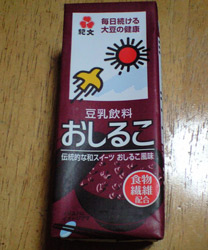 毎日続ける
大豆の健康
紀文
豆乳飲料
おしるこ
伝統的な和スイーツ おしるこ風味
食物
繊維
配合